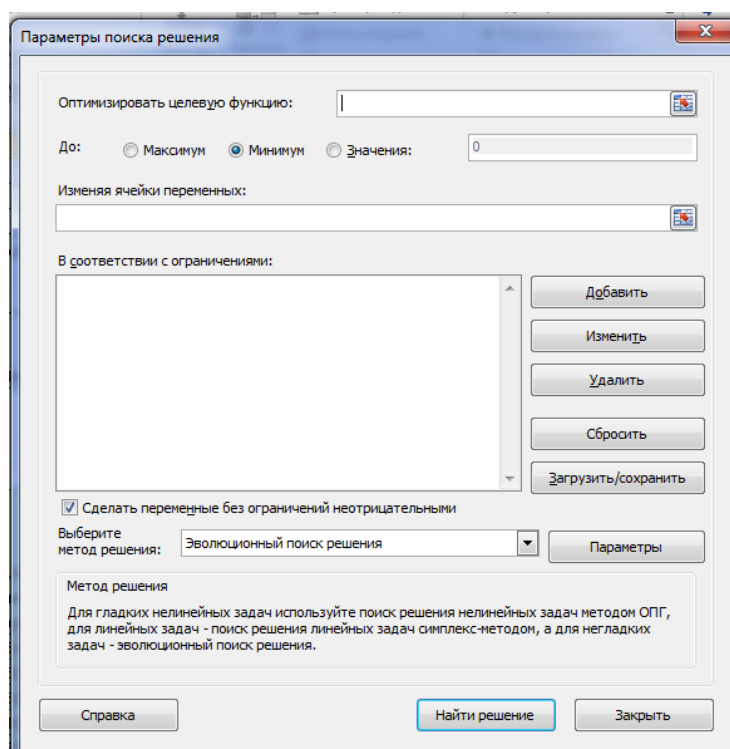 Параметры поиска решения
Оптимизировать целевую функцию:
До: Максимум Минимум Значения: 0
Изменяя ячейки переменных:
В соответствии с ограничениями:
Добавить
Изменить
Удалить
Сбросить
Загрузить/сохранить
Сделать переменные без ограничений неотрицательными
Выберите
метод решения:
Эволюционный поиск решения
Параметры
Метод решения
Для гладких нелинейных задач используйте поиск решения нелинейных задач методом ОПГ,
для линейных задач - поиск решения линейных задач симплекс-методом, а для негладких
задач - эволюционный поиск решения.
Справка Найти решение Закрыть